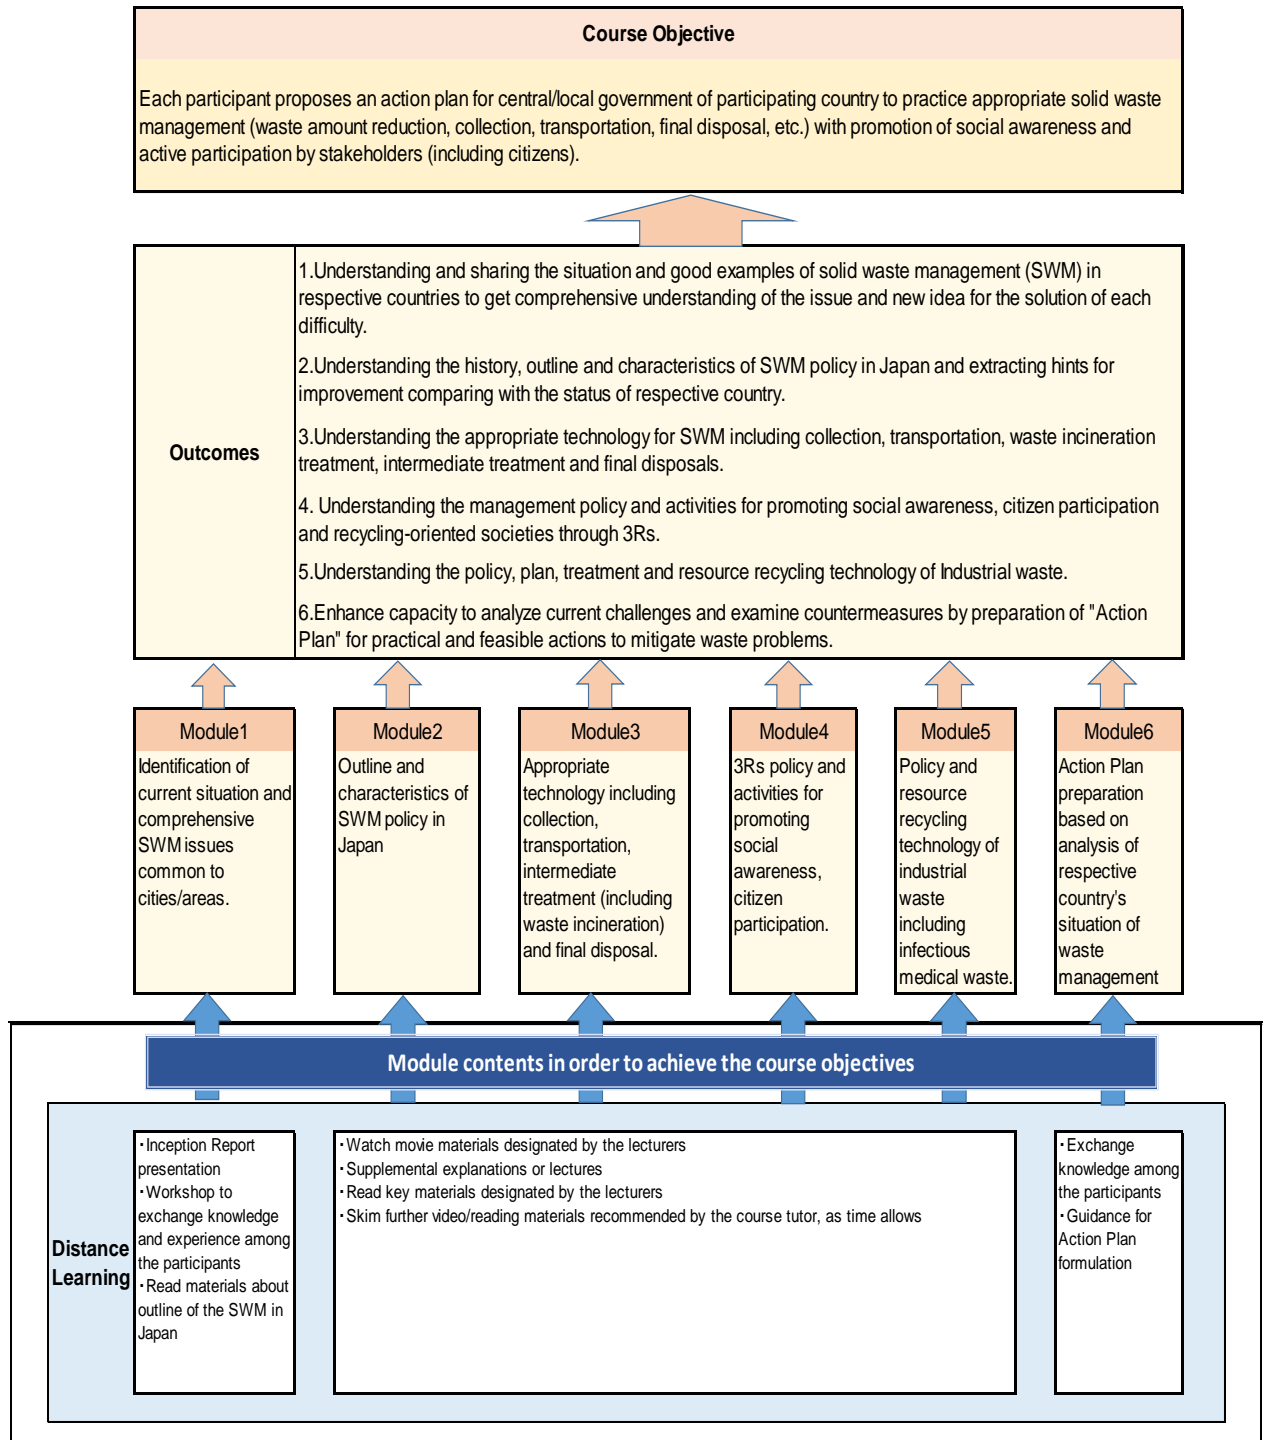 Course Objective
Each participant proposes an action plan for central/local government of participating country to practice appropriate solid waste
management (waste amount reduction, collection, transportation, final disposal, etc.) with promotion of social awareness and
active participation by stakeholders (including citizens).
Outcomes
1.Understanding and sharing the situation and good examples of solid waste management (SWM) in
respective countries to get comprehensive understanding of the issue and new idea for the solution of each
difficulty.
2.Understanding the history, outline and characteristics of SWM policy in Japan and extracting hints for
improvement comparing with the status of respective country.
3.Understanding the appropriate technology for SWM including collection, transportation, waste incineration
treatment, intermediate treatment and final disposals.
4. Understanding the management policy and activities for promoting social awareness, citizen participation
and recycling-oriented societies through 3Rs.
5.Understanding the policy, plan, treatment and resource recycling technology of Industrial waste.
6.Enhance capacity to analyze current challenges and examine countermeasures by preparation of "Action
Plan" for practical and feasible actions to mitigate waste problems.
Module1
Identification of
current situation and
comprehensive
SWM issues
common to
cities/areas.
Module2
Outline and
characteristics of
SWM policy in
Japan
Module3
Appropriate
technology including
collection,
transportation,
intermediate
treatment (including
waste incineration)
and final disposal.
Module4
3Rs policy and
activities for
promoting
social
awareness,
citizen
participation.
Module5
Policy and
resource
recycling
technology of
industrial
waste
including
infectious
medical waste.
Module6
Action Plan
preparation
based on
analysis of
respective
country's
situation of
waste
management
Module contents in order to achieve the course objectives
Distance
Learning
・Inception Report
presentation
・Workshop to
exchange knowledge
and experience among
the participants
・Read materials about
outline of the SWM in
Japan
・Watch movie materials designated by the lecturers
・Supplemental explanations or lectures
・Read key materials designated by the lecturers
・Skim further video/reading materials recommended by the course tutor, as time allows
・Exchange
knowledge among
the participants
・Guidance for
Action Plan
formulation